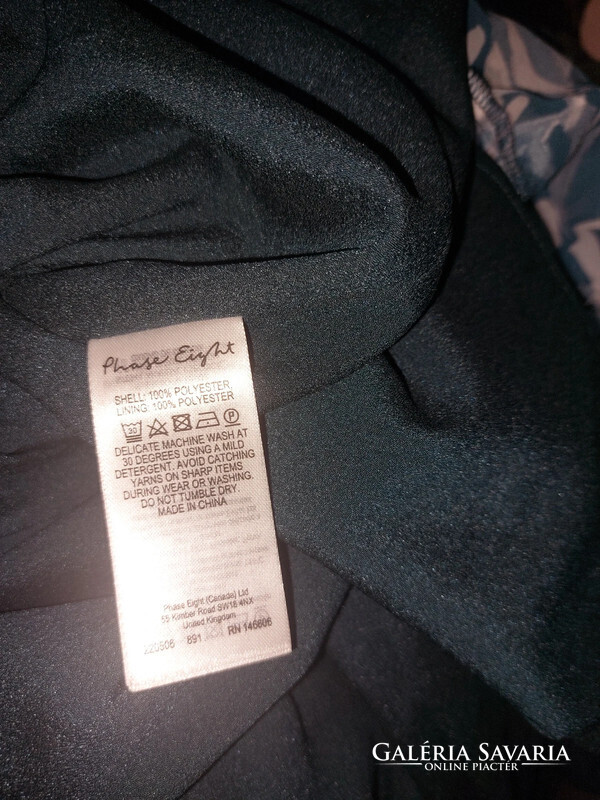 Phase Eight
SHELL: 100% POLYESTER,
LINING: 100% POLYESTER
30 P
DELICATE MACHINE WASH AT
30 DEGREES USING A MILD
DETERGENT. AVOID CATCHING
YARNS ON SHARP ITEMS
DURING WEAR OR WASHING.
DO NOT TUMBLE DRY
MADE IN CHINA
Phase Eight (Canada) Ltd
55 Kimber Road SW18 4NX
United Kingdom
220906 891 RN 146606
GALÉRIA SAVARIA
ONLINE PIACTÉR